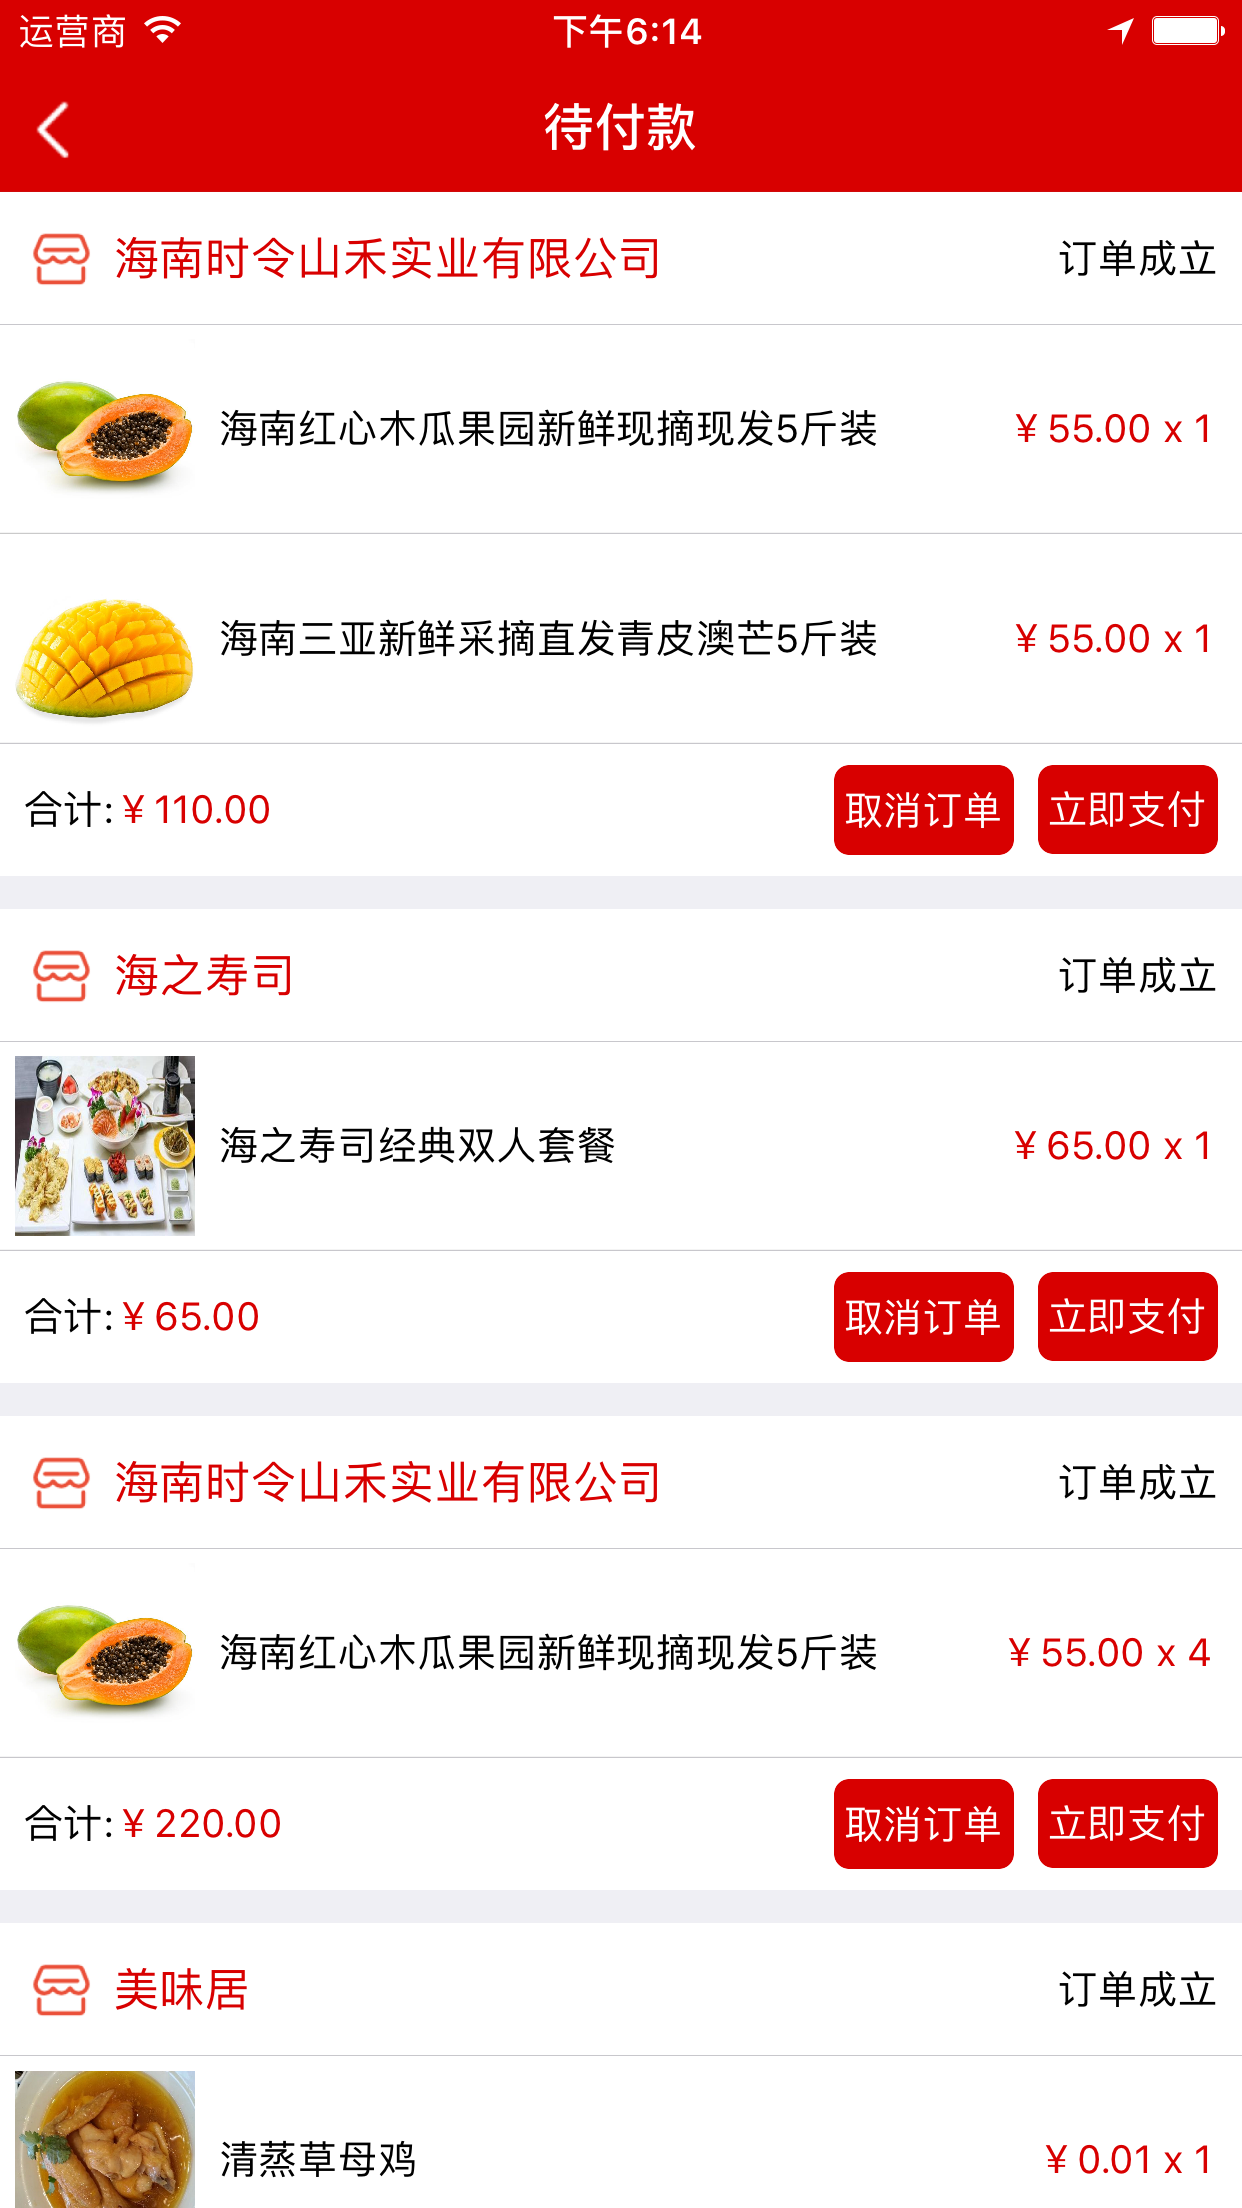 运营商 下午6:14
待付款
海南时令山禾实业有限公司 订单成立
海南红心木瓜果园新鲜现摘现发5斤装 ¥ 55.00 x 1
海南三亚新鲜采摘直发青皮澳芒5斤装 ¥ 55.00 x 1
合计: ¥ 110.00 取消订单 立即支付
海之寿司 订单成立
海之寿司经典双人套餐 ¥ 65.00 x 1
合计: ¥ 65.00 取消订单 立即支付
海南时令山禾实业有限公司 订单成立
海南红心木瓜果园新鲜现摘现发5斤装 ¥ 55.00 x 4
合计: ¥ 220.00 取消订单 立即支付
美味居 订单成立
清蒸草母鸡 ¥ 0.01 x 1